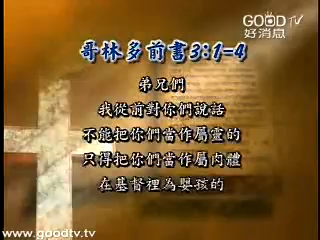 GOOD TV
好消息
哥林多前書3:1-4
弟兄們
我從前對你們說話
不能把你們當作屬靈的
只得把你們當作屬肉體
在基督裡為嬰孩的
www.goodtv.tv